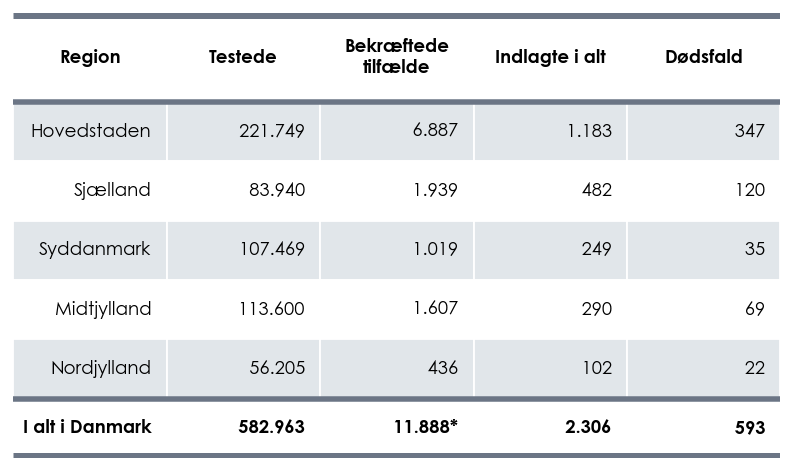 Region Testede Bekræftede tilfælde Indlagte i alt Dødsfald
Hovedstaden 221.749 6.887 1.183 347
Sjælland 83.940 1.939 482 120
Syddanmark 107.469 1.019 249 35
Midtjylland 113.600 1.607 290 69
Nordjylland 56.205 436 102 22
I alt i Danmark 582.963 11.888* 2.306 593